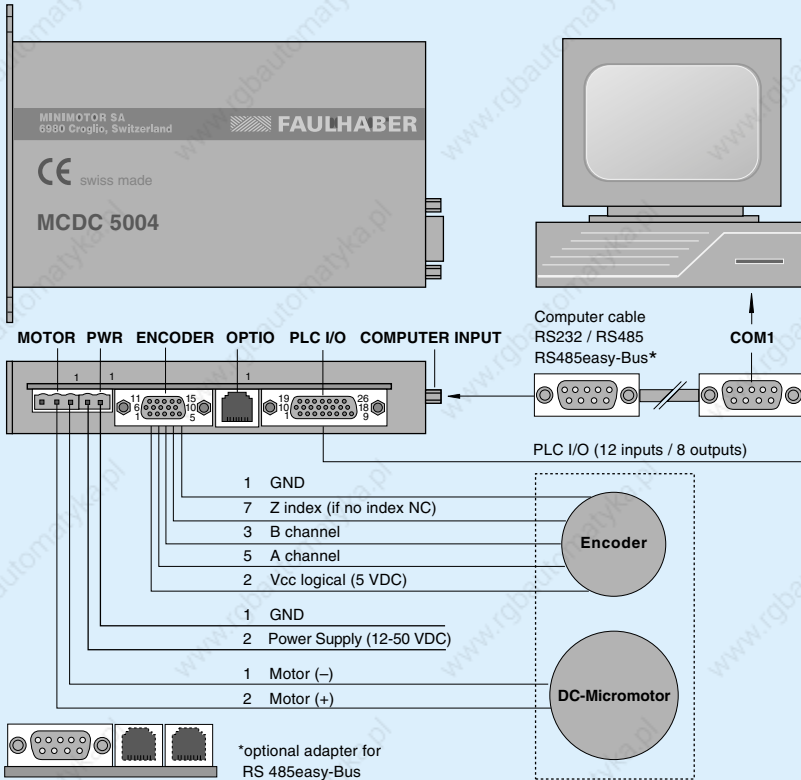 MINIMOTOR SA
6980 Croglio, Switzerland
FAULHABER
CE swiss made
MCDC 5004
Computer cable
RS232 / RS485
RS485easy-Bus*
COM1
MOTOR PWR ENCODER OPTIO PLC I/O COMPUTER INPUT
1 1 1
11 15 19 26
6 10 10 18
1 5 1 9
PLC I/O (12 inputs / 8 outputs)
1 GND
7 Z index (if no index NC)
3 B channel
5 A channel
2 Vcc logical (5 VDC)
Encoder
1 GND
2 Power Supply (12-50 VDC)
1 Motor (–)
2 Motor (+)
DC-Micromotor
*optional adapter for
RS 485easy-Bus
www.rgbautomatyka.pl